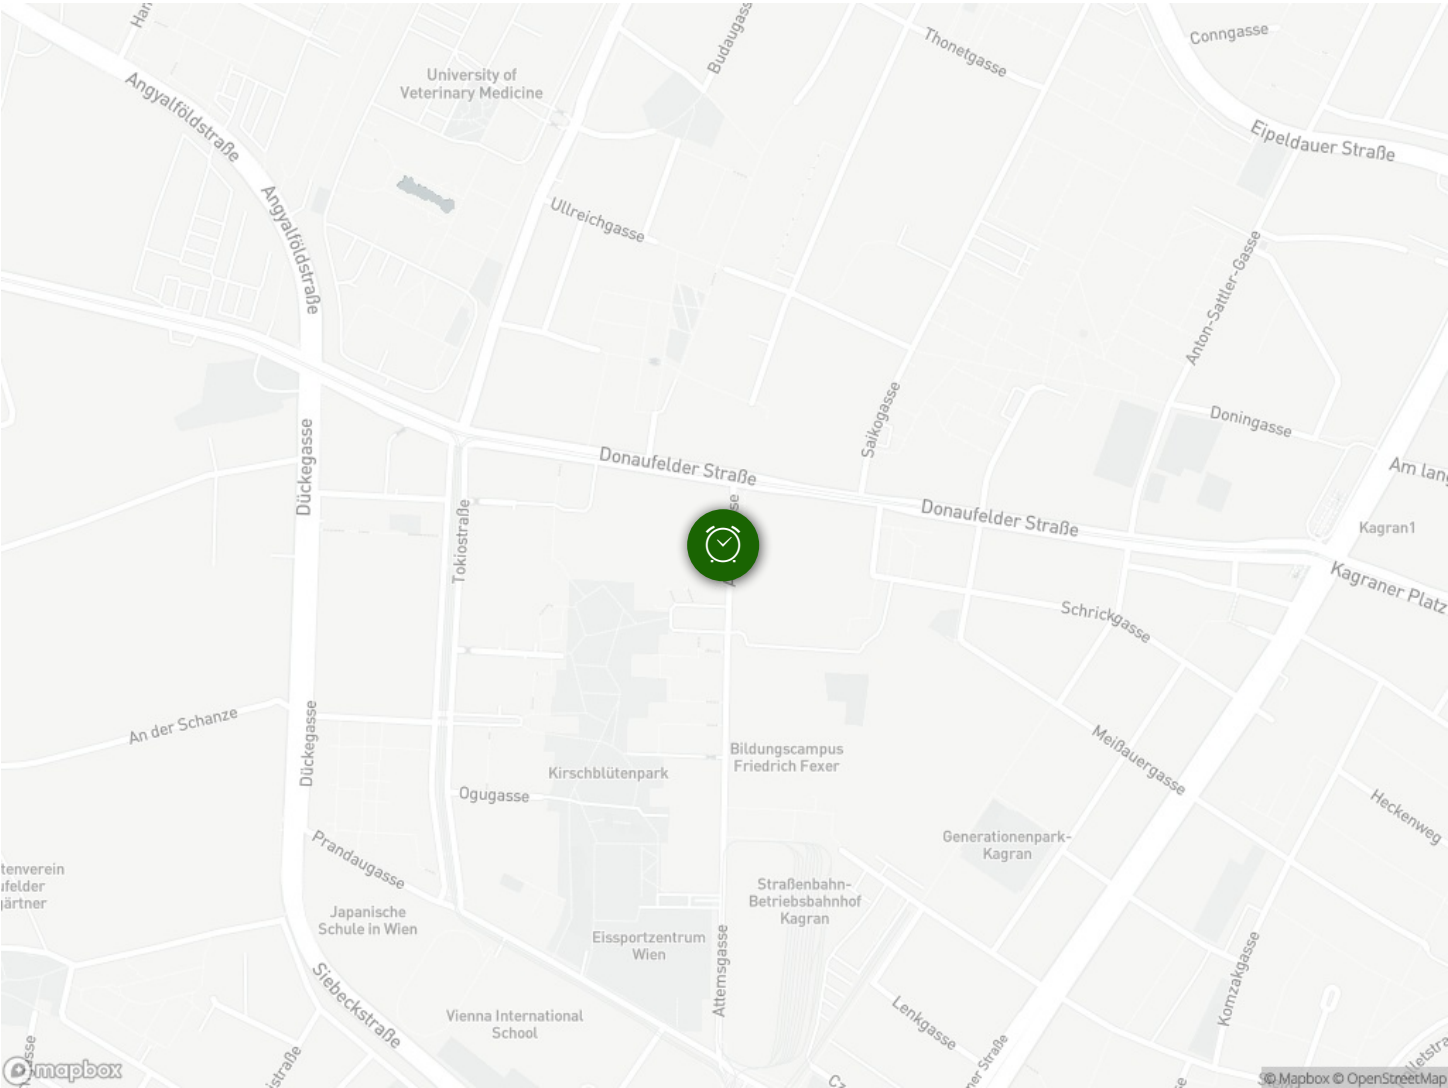 Thonetgasse
Budaugasse
Conngasse
University of
Veterinary Medicine
Angyalföldstraße
Eipeldauer Straße
Angyalföldstraße
Ullreichgasse
Anton-Sattler-Gasse
Saikogasse
Doningasse
Dückegasse
Donaufelder Straße
Am lang
Donaufelder Straße
Kagran1
Tokiostraße
Kagraner Platz
Schrickgasse
An der Schanze
Dückegasse
Meißauergasse
Bildungscampus
Friedrich Fexer
Kirschblütenpark
Ogugasse
Heckenweg
Generationenpark-
Kagran
Prandaugasse
tenverein
ufelder
gärtner
Straßenbahn-
Betriebsbahnhof
Kagran
Japanische
Schule in Wien
Eissportzentrum
Wien
Attemsgasse
Komzakgasse
Siebeckstraße
Lenkgasse
Vienna International
School
mapbox
© Mapbox © OpenStreetMap